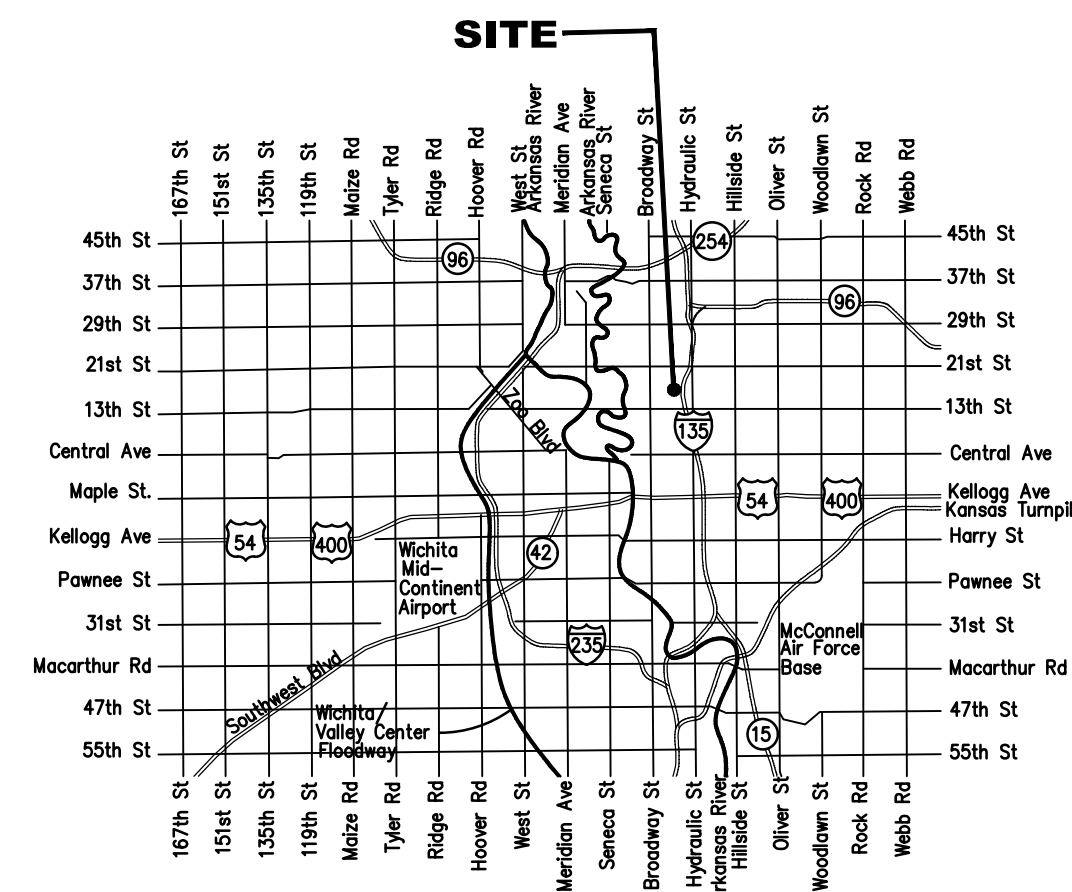 SITE
167th St
151st St
135th St
119th St
Maize Rd
Tyler Rd
Ridge Rd
Hoover Rd
West St
Arkansas River
Meridian Ave
Arkansas River
Seneca St
Broadway St
Hydraulic St
Hillside St
Oliver St
Woodlawn St
Rock Rd
Webb Rd
45th St
254
45th St
96
37th St
37th St
96
29th St
29th St
21st St
21st St
13th St
13th St
Zoo Blvd
135
Central Ave
Central Ave
Maple St.
54
400
Kellogg Ave
Kansas Turnpi
Kellogg Ave
54
400
Harry St
Wichita
Mid-
Continent
Airport
42
Pawnee St
Pawnee St
31st St
31st St
235
McConnell
Air Force
Base
Macarthur Rd
Macarthur Rd
Southwest Blvd
47th St
47th St
Wichita/
Valley Center
Floodway
15
55th St
55th St
167th St
151st St
135th St
119th St
Maize Rd
Tyler Rd
Ridge Rd
Hoover Rd
West St
Meridian Ave
Seneca St
Broadway St
Hydraulic St
rkansas River
Hillside St
Oliver St
Woodlawn St
Rock Rd
Webb Rd